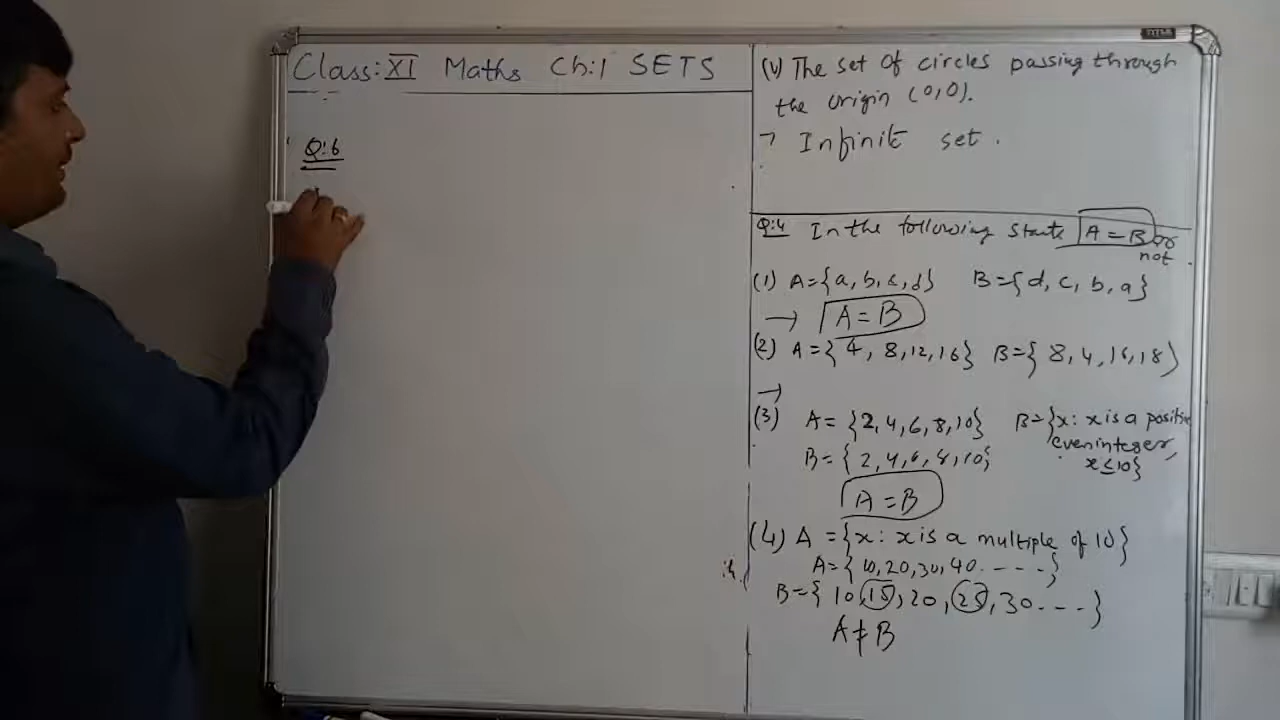 TITLE
Class: XI Maths Ch:1 SETS
Q:6
(V) The set of circles passing through
the origin (0,0).
→ Infinite set.
Q:4 In the following state A = B or
not.
(1) A={a, b, c, d} B={d, c, b, a}
→ A = B
(2) A={4, 8, 12, 16} B={8, 4, 16, 18}
→
(3) A = {2, 4, 6, 8, 10} B={x: x is a positive
even integer,
x≤10}
B= {2, 4, 6, 8, 10}
A = B
(4) A = {x: x is a multiple of 10}
A={10, 20, 30, 40. - - - -}
B={10, 15, 20, 25, 30 - - - -}
A ≠ B